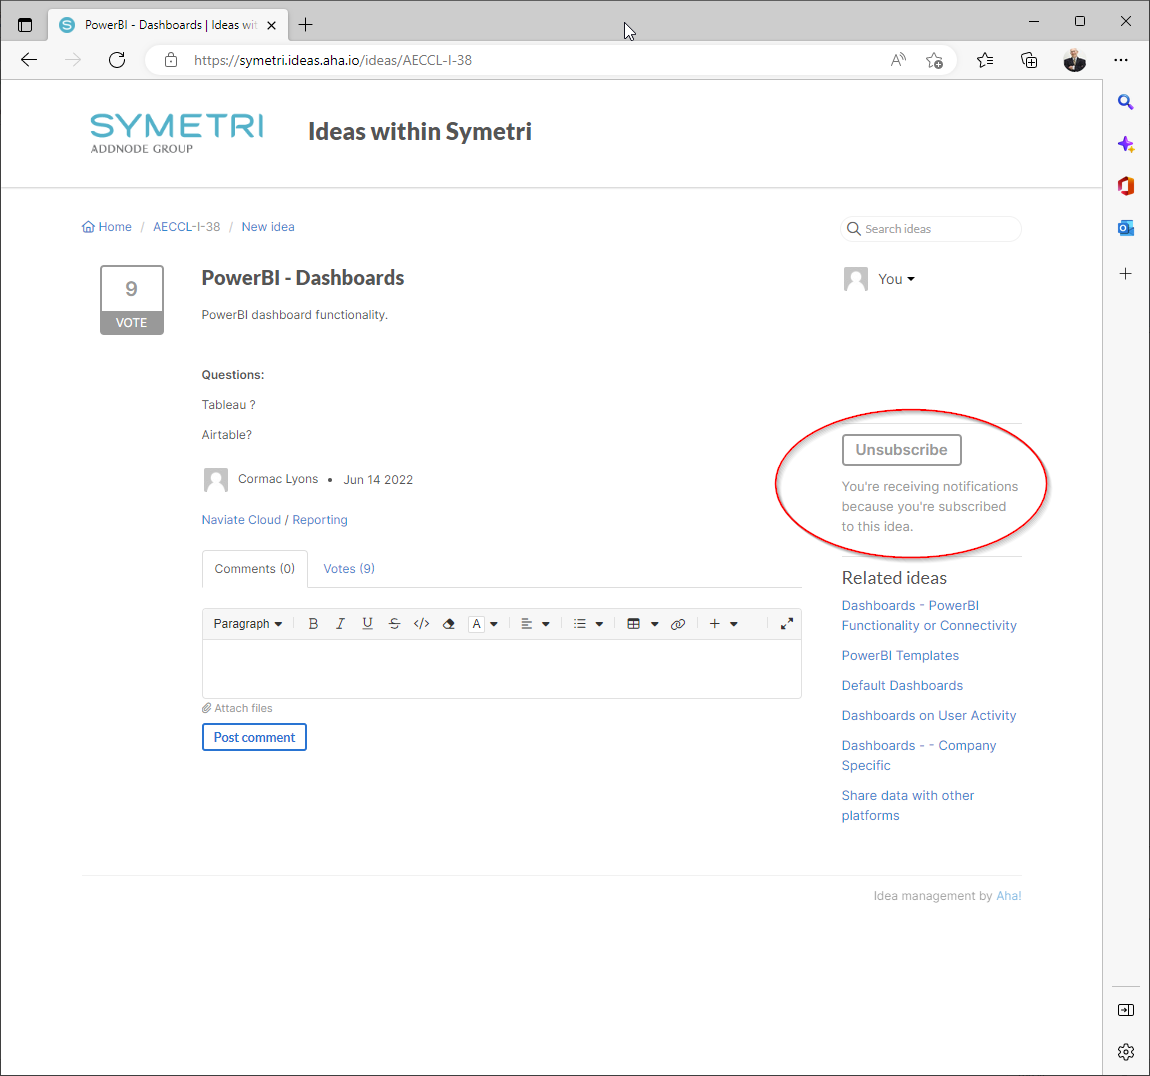 PowerBI - Dashboards | Ideas wit
https://symetri.ideas.aha.io/ideas/AECCL-I-38
SYMETRI
ADDNODE GROUP
Ideas within Symetri
Home / AECCL-I-38 / New idea
Search ideas
9
VOTE
PowerBI - Dashboards
You
PowerBI dashboard functionality.
Questions:
Tableau ?
Airtable?
Cormac Lyons • Jun 14 2022
Naviate Cloud / Reporting
Comments (0) Votes (9)
Paragraph B I U S </> A
Attach files
Post comment
Unsubscribe
You're receiving notifications
because you're subscribed
to this idea.
Related ideas
Dashboards - PowerBI
Functionality or Connectivity
PowerBI Templates
Default Dashboards
Dashboards on User Activity
Dashboards - - Company
Specific
Share data with other
platforms
Idea management by Aha!